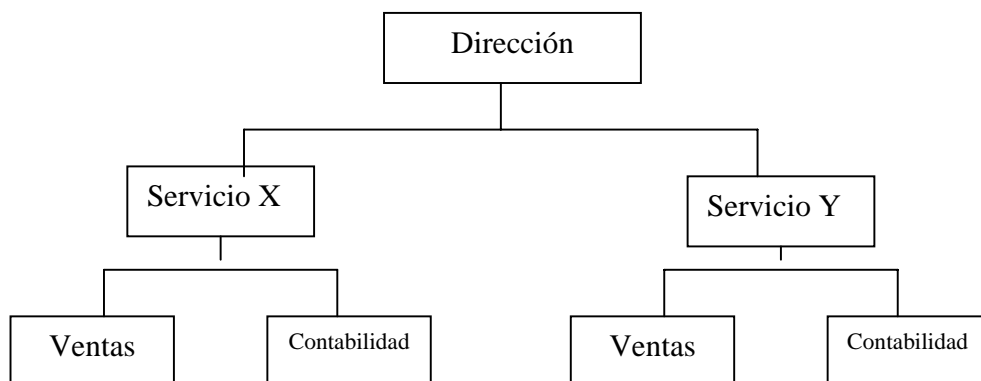 Dirección
Servicio X
Servicio Y
Ventas
Contabilidad
Ventas
Contabilidad